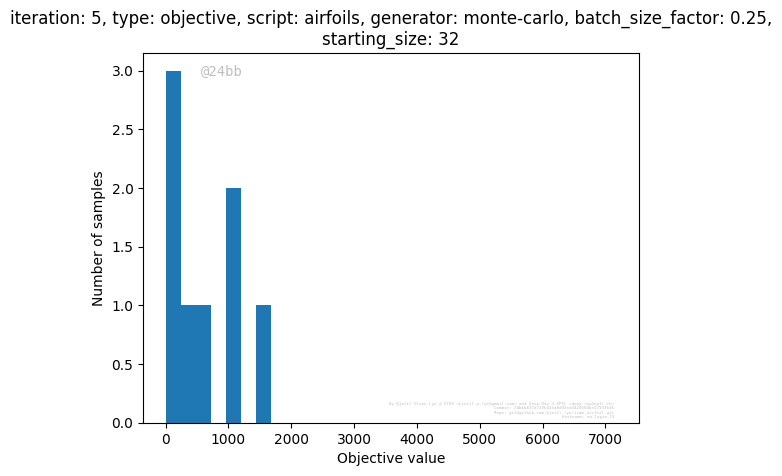 iteration: 5, type: objective, script: airfoils, generator: monte-carlo, batch_size_factor: 0.25,
starting_size: 32
@24bb
3.0
2.5
2.0
1.5
1.0
0.5
0.0
Number of samples
0 1000 2000 3000 4000 5000 6000 7000
Objective value